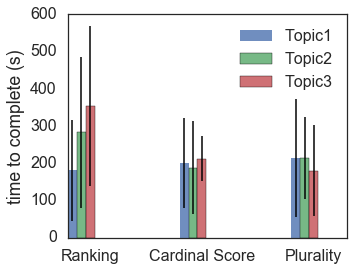 time to complete (s)
600
500
400
300
200
100
0
Topic1
Topic2
Topic3
Ranking
Cardinal Score
Plurality